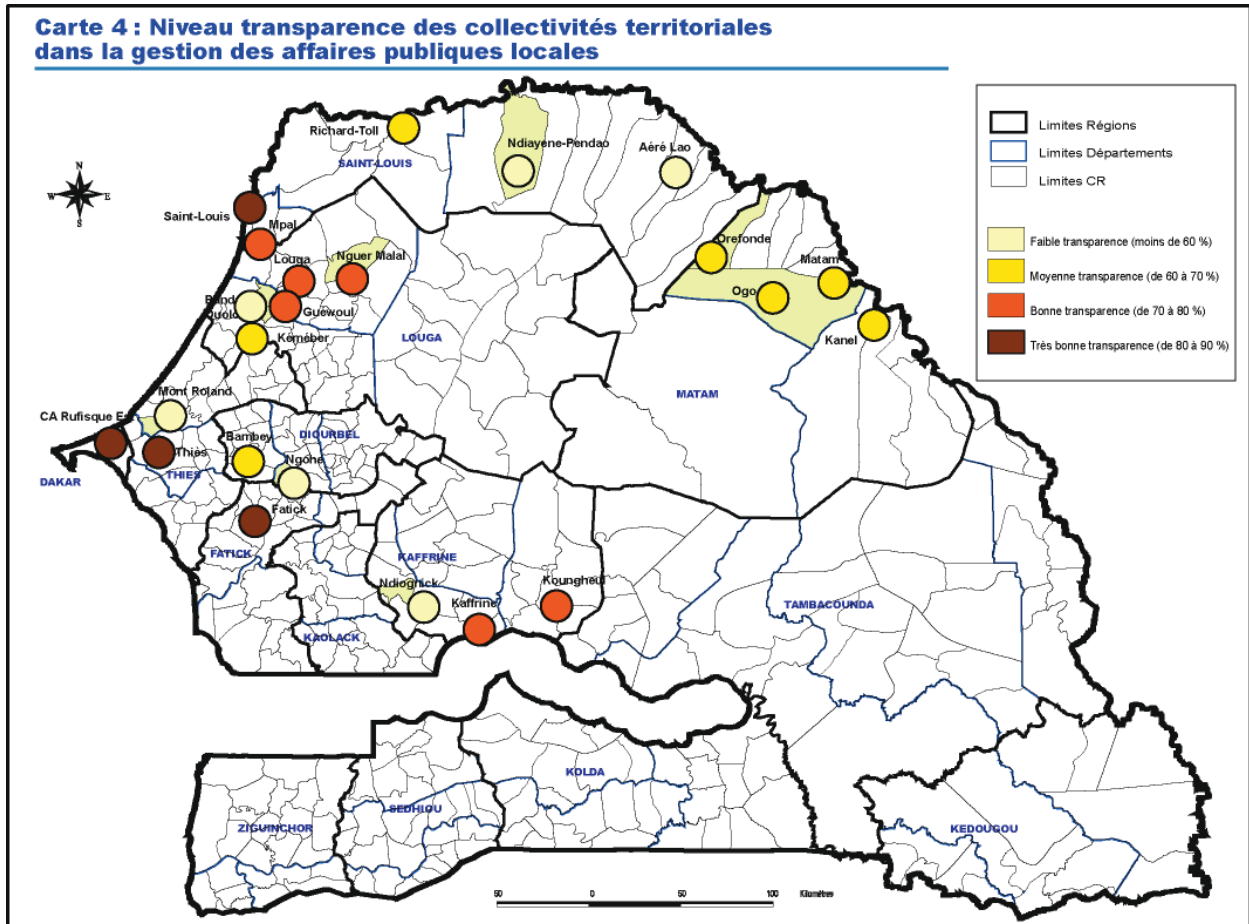 Carte 4 : Niveau transparence des collectivités territoriales
dans la gestion des affaires publiques locales
Limites Régions
Limites Départements
Limites CR
Faible transparence (moins de 60 %)
Moyenne transparence (de 60 à 70 %)
Bonne transparence (de 70 à 80 %)
Très bonne transparence (de 80 à 90 %)
N
W E
S
Richard-Toll
SAINT-LOUIS
Ndiayene-Pendao
Aéré Lao
Saint-Louis
Mpal
Louga
Nguer Malal
Orefonde
Matam
Ogo
Guéwoul
Kéméber
LOUGA
Kanel
MATAM
Mont Roland
CA Rufisque
Thiès
Bambey
DIOURBEL
Ngohe
DAKAR
THIES
Fatick
FATICK
KAFFRINE
Ndiognick
Kaffrine
Koungheul
KAOLACK
TAMBACOUNDA
KOLDA
SEDHIOU
ZIGUINCHOR
KEDOUGOU
50 0 50 100 Kilomètres